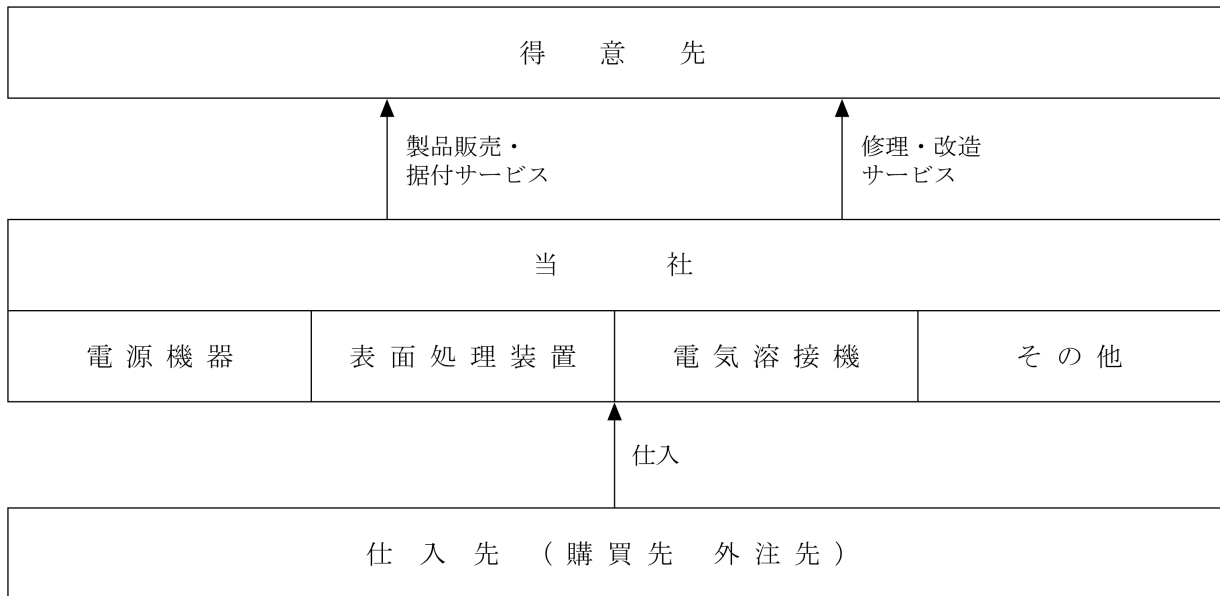 得意先
製品販売・
据付サービス
修理・改造
サービス
当社
電源機器
表面処理装置
電気溶接機
その他
仕入
仕入先（購買先　外注先）